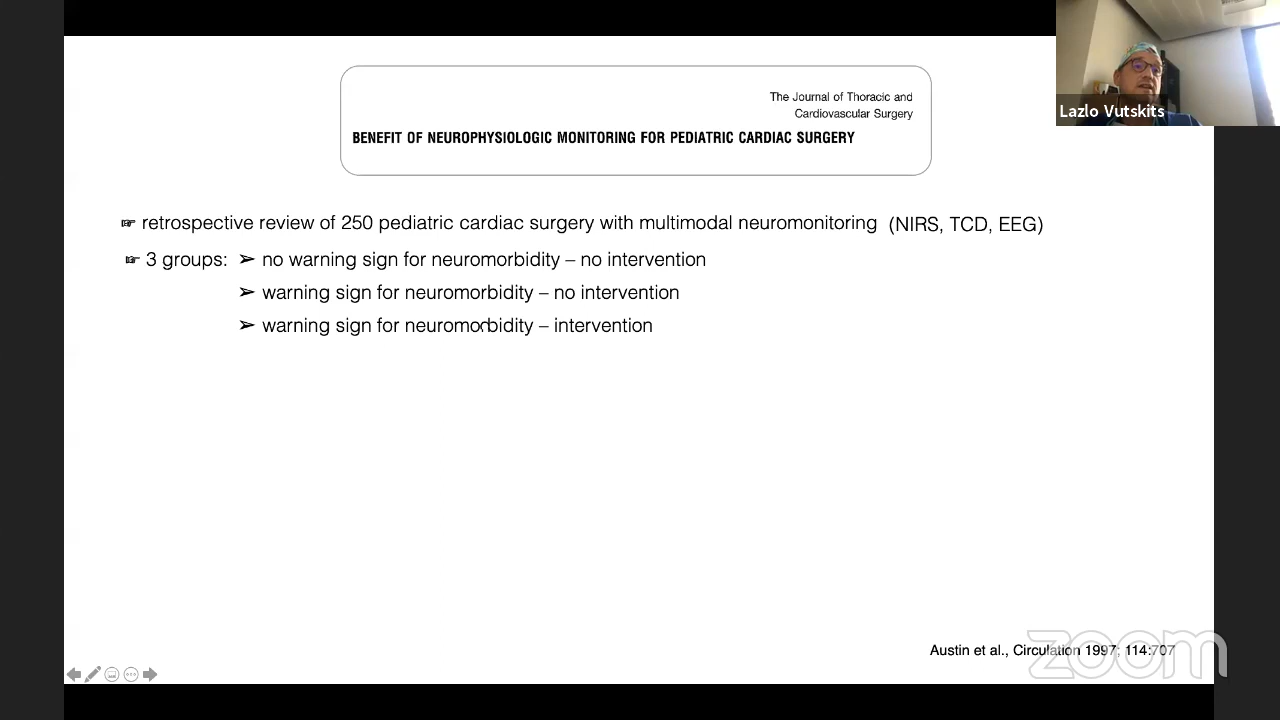 The Journal of Thoracic and
Cardiovascular Surgery
BENEFIT OF NEUROPHYSIOLOGIC MONITORING FOR PEDIATRIC CARDIAC SURGERY
Lazlo Vutskits
☞ retrospective review of 250 pediatric cardiac surgery with multimodal neuromonitoring (NIRS, TCD, EEG)
☞ 3 groups: ➢ no warning sign for neuromorbidity – no intervention
➢ warning sign for neuromorbidity – no intervention
➢ warning sign for neuromorbidity – intervention
Austin et al., Circulation 1997; 114:707
zoom